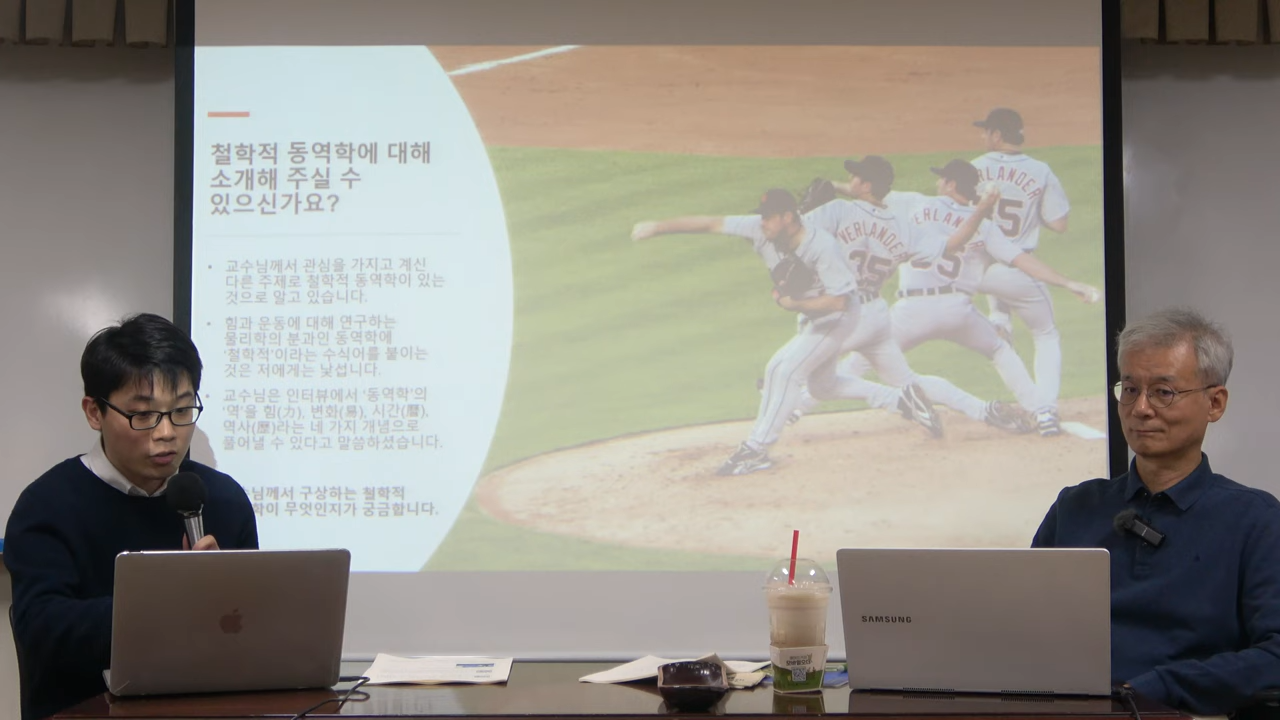 철학적 동역학에 대해
소개해 주실 수
있으신가요?
• 교수님께서 관심을 가지고 계신
다른 주제로 철학적 동역학이 있는
것으로 알고 있습니다.
• 힘과 운동에 대해 연구하는
물리학의 분과인 동역학에
'철학적'이라는 수식어를 붙이는
것은 저에게는 낯섭니다.
• 교수님은 인터뷰에서 '동역학'의
'역'을 힘(力), 변화(易), 시간(曆),
역사(歷)라는 네 가지 개념으로
풀어낼 수 있다고 말씀하셨습니다.
구상하는 철학적
무엇인지가 궁금합니다.
VERLANDER
35
SAMSUNG